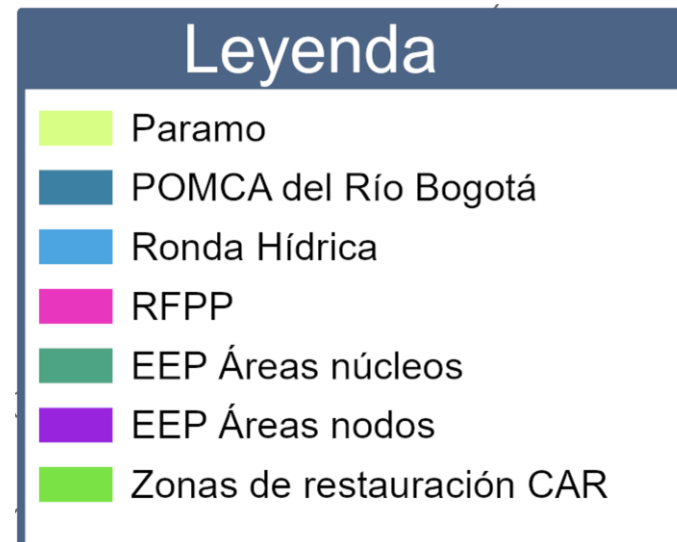 Leyenda
Paramo
POMCA del Río Bogotá
Ronda Hídrica
RFPP
EEP Áreas núcleos
EEP Áreas nodos
Zonas de restauración CAR